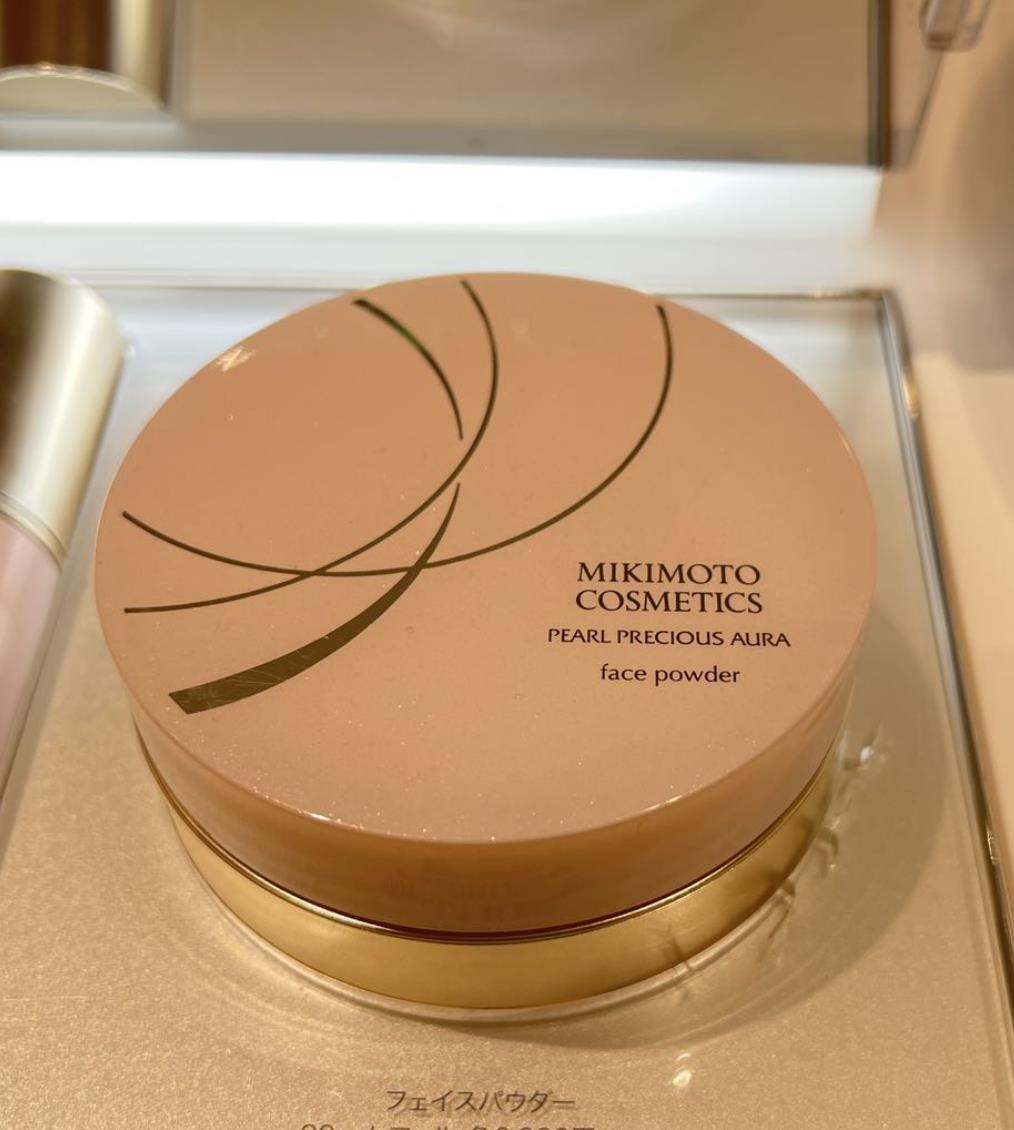 MIKIMOTO
COSMETICS
PEARL PRECIOUS AURA
face powder
フェイスパウダー